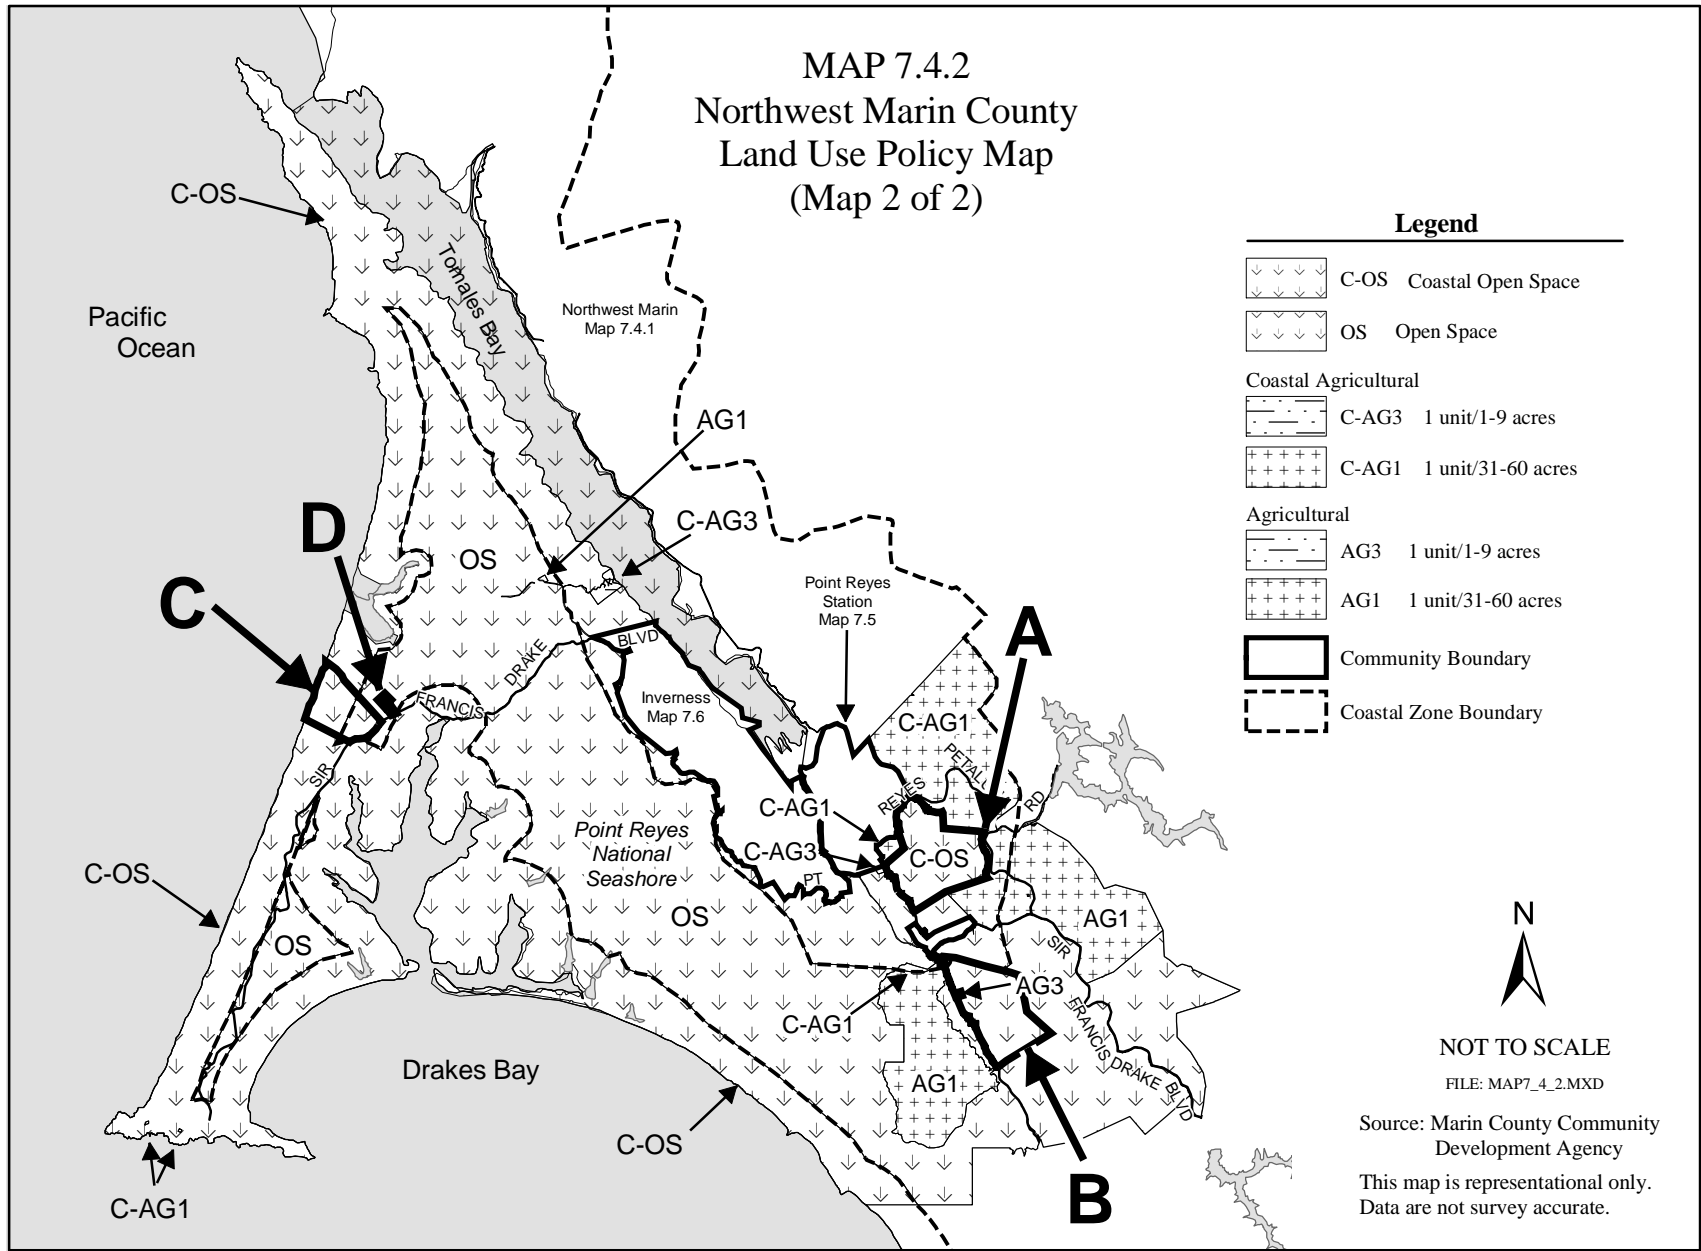 MAP 7.4.2
Northwest Marin County
Land Use Policy Map
(Map 2 of 2)
C-OS
Tomales Bay
Pacific
Ocean
Northwest Marin
Map 7.4.1
AG1
C-AG3
D
OS
C
Point Reyes
Station
Map 7.5
A
BLVD
DRAKE
FRANCIS
SIR
Inverness
Map 7.6
C-AG1
PETALL
REYES
RD
C-AG1
C-AG3
PT
C-OS
Point Reyes
National
Seashore
C-OS
OS
OS
AG1
SIR
AG3
C-AG1
FRANCIS
DRAKE
BLVD
AG1
Drakes Bay
C-OS
B
C-AG1
Legend
C-OS Coastal Open Space
OS Open Space
Coastal Agricultural
C-AG3 1 unit/1-9 acres
C-AG1 1 unit/31-60 acres
Agricultural
AG3 1 unit/1-9 acres
AG1 1 unit/31-60 acres
Community Boundary
Coastal Zone Boundary
N
NOT TO SCALE
FILE: MAP7_4_2.MXD
Source: Marin County Community
Development Agency
This map is representational only.
Data are not survey accurate.